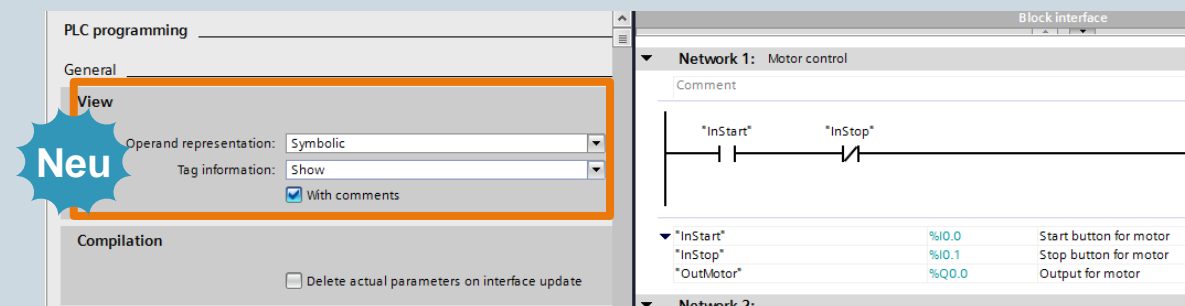 PLC programming
General
View
Operand representation: Symbolic
Tag information: Show
With comments
Neu
Compilation
Delete actual parameters on interface update
Block interface
Network 1: Motor control
Comment
"InStart" "InStop"
"InStart" %I0.0 Start button for motor
"InStop" %I0.1 Stop button for motor
"OutMotor" %Q0.0 Output for motor
Network 2: